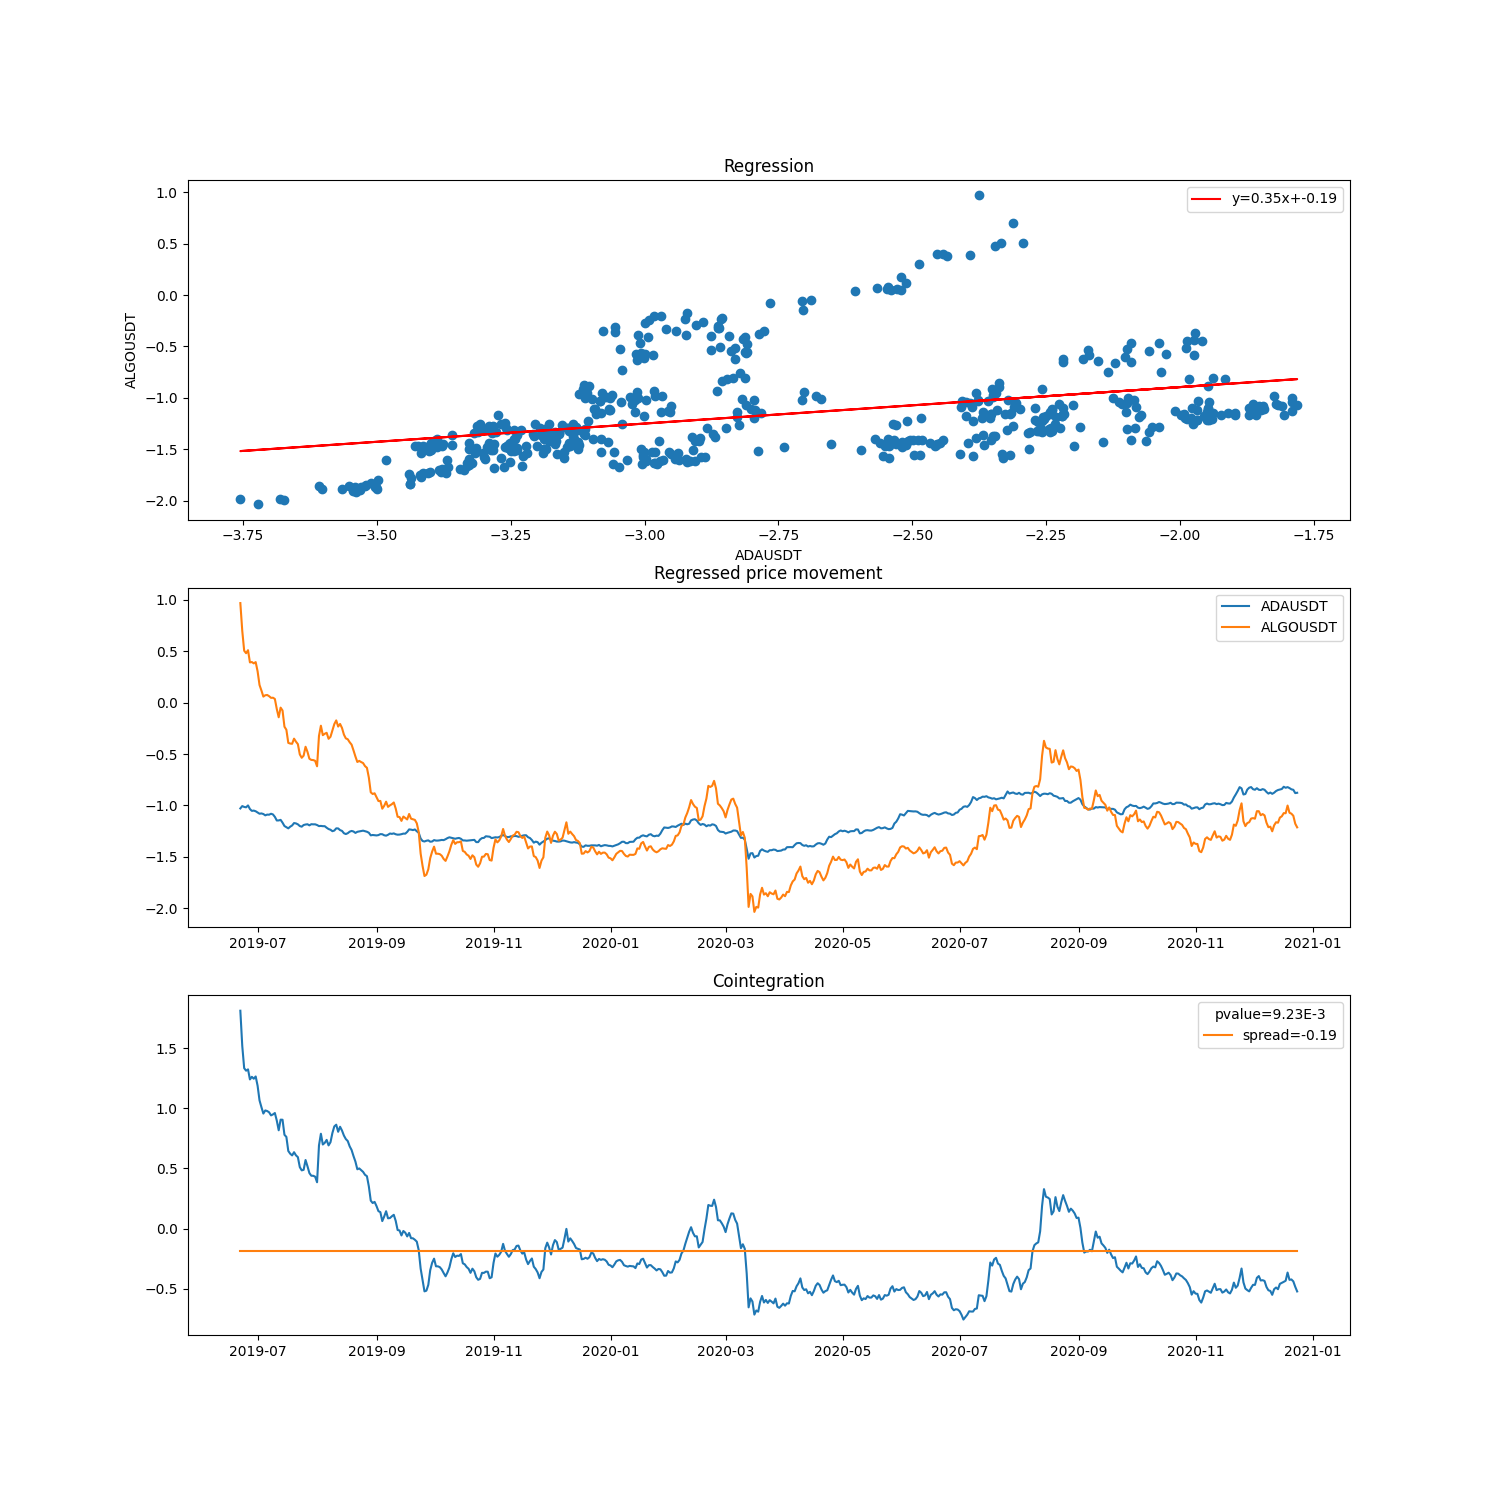 Regression
1.0
0.5
0.0
−0.5
−1.0
−1.5
−2.0
ALGOUSDT
y=0.35x+-0.19
−3.75 −3.50 −3.25 −3.00 −2.75 −2.50 −2.25 −2.00 −1.75
ADAUSDT
Regressed price movement
1.0
0.5
0.0
−0.5
−1.0
−1.5
−2.0
ADAUSDT
ALGOUSDT
2019-07 2019-09 2019-11 2020-01 2020-03 2020-05 2020-07 2020-09 2020-11 2021-01
Cointegration
1.5
1.0
0.5
0.0
−0.5
pvalue=9.23E-3
spread=-0.19
2019-07 2019-09 2019-11 2020-01 2020-03 2020-05 2020-07 2020-09 2020-11 2021-01